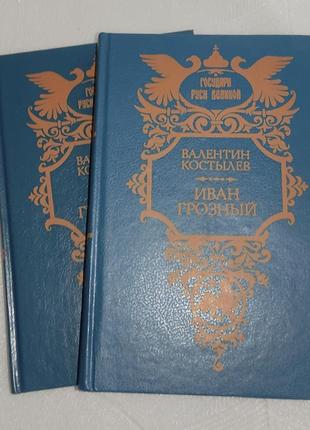 ГОСУДАРИ
РУСИ ВЕЛИКОЙ
ВАЛЕНТИН
КОСТЫЛЕВ
ИВАН
ГРОЗНЫЙ